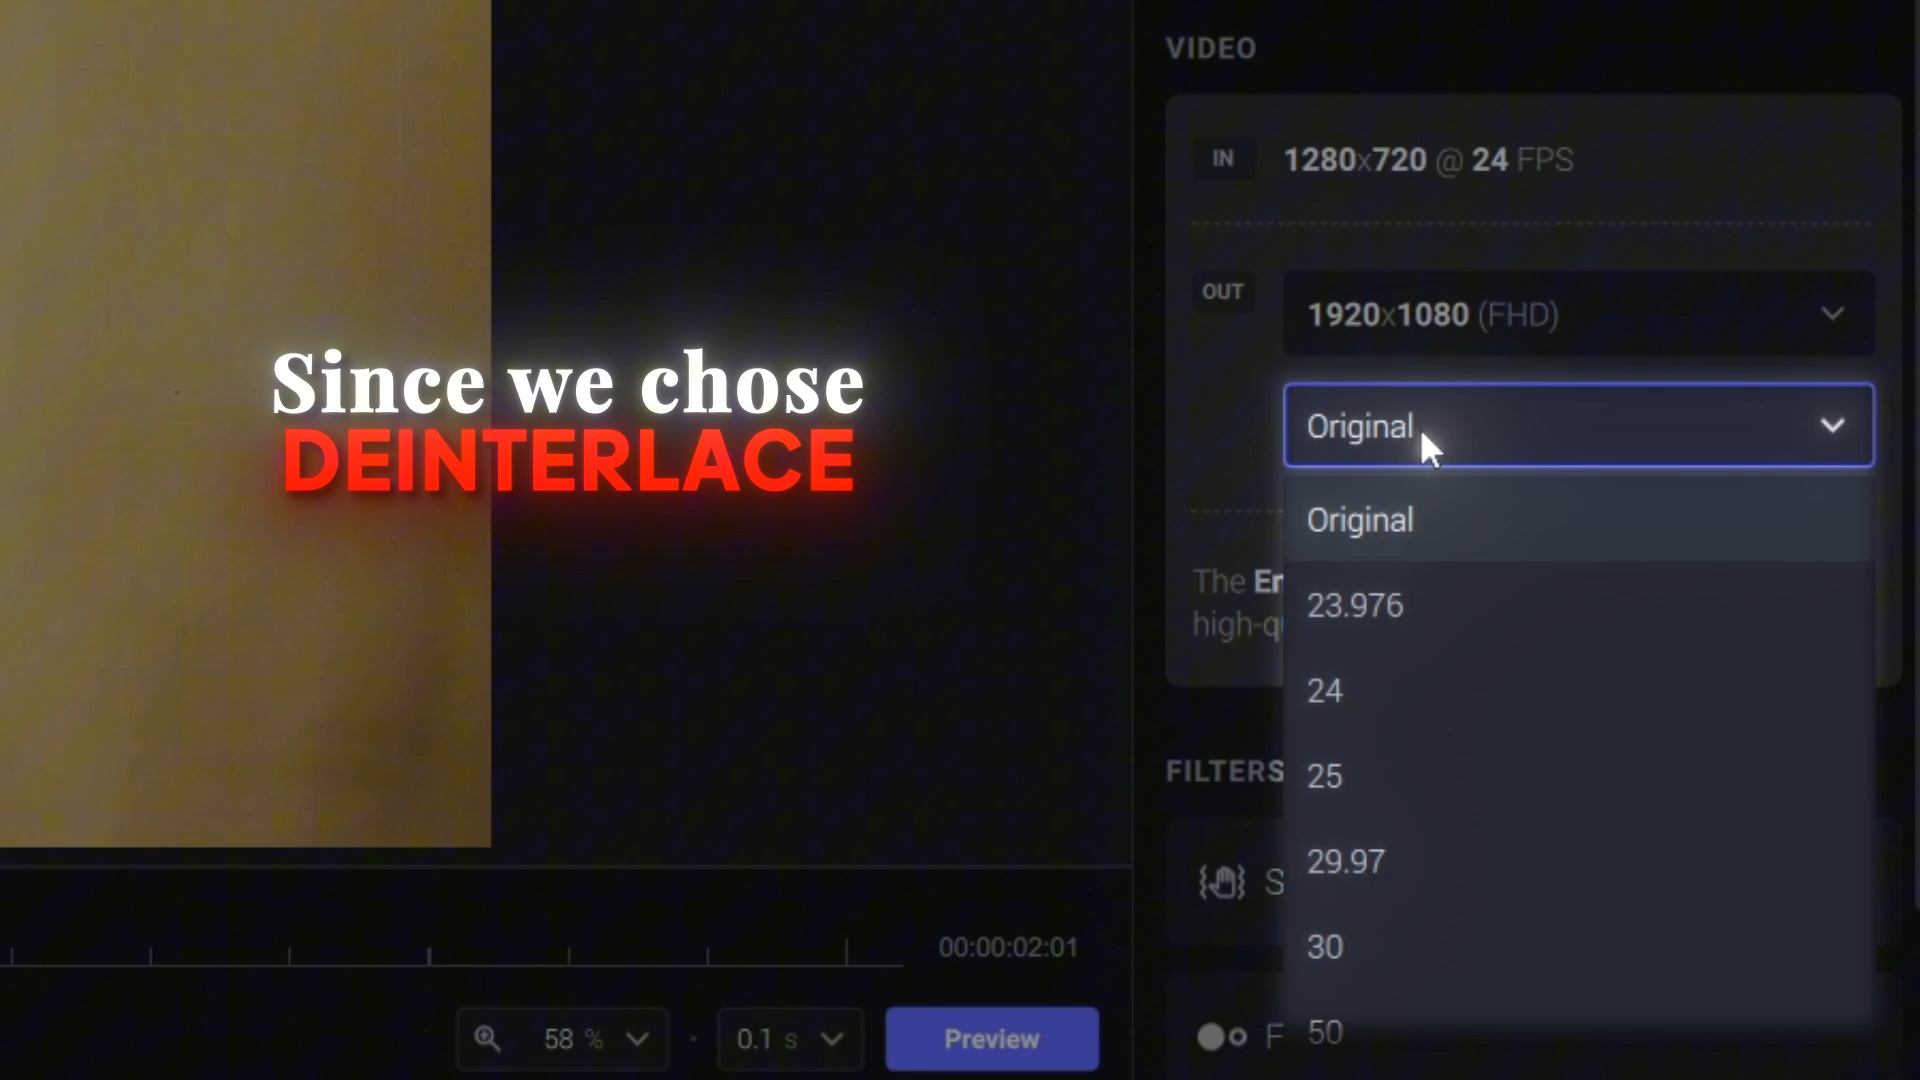 VIDEO
IN 1280x720 @ 24 FPS
OUT 1920x1080 (FHD)
Since we chose
DEINTERLACE
Original
Original
The
high-q
23.976
24
FILTERS
25
29.97
S
30
00:00:02:01
F 50
58 % · 0.1 s Preview